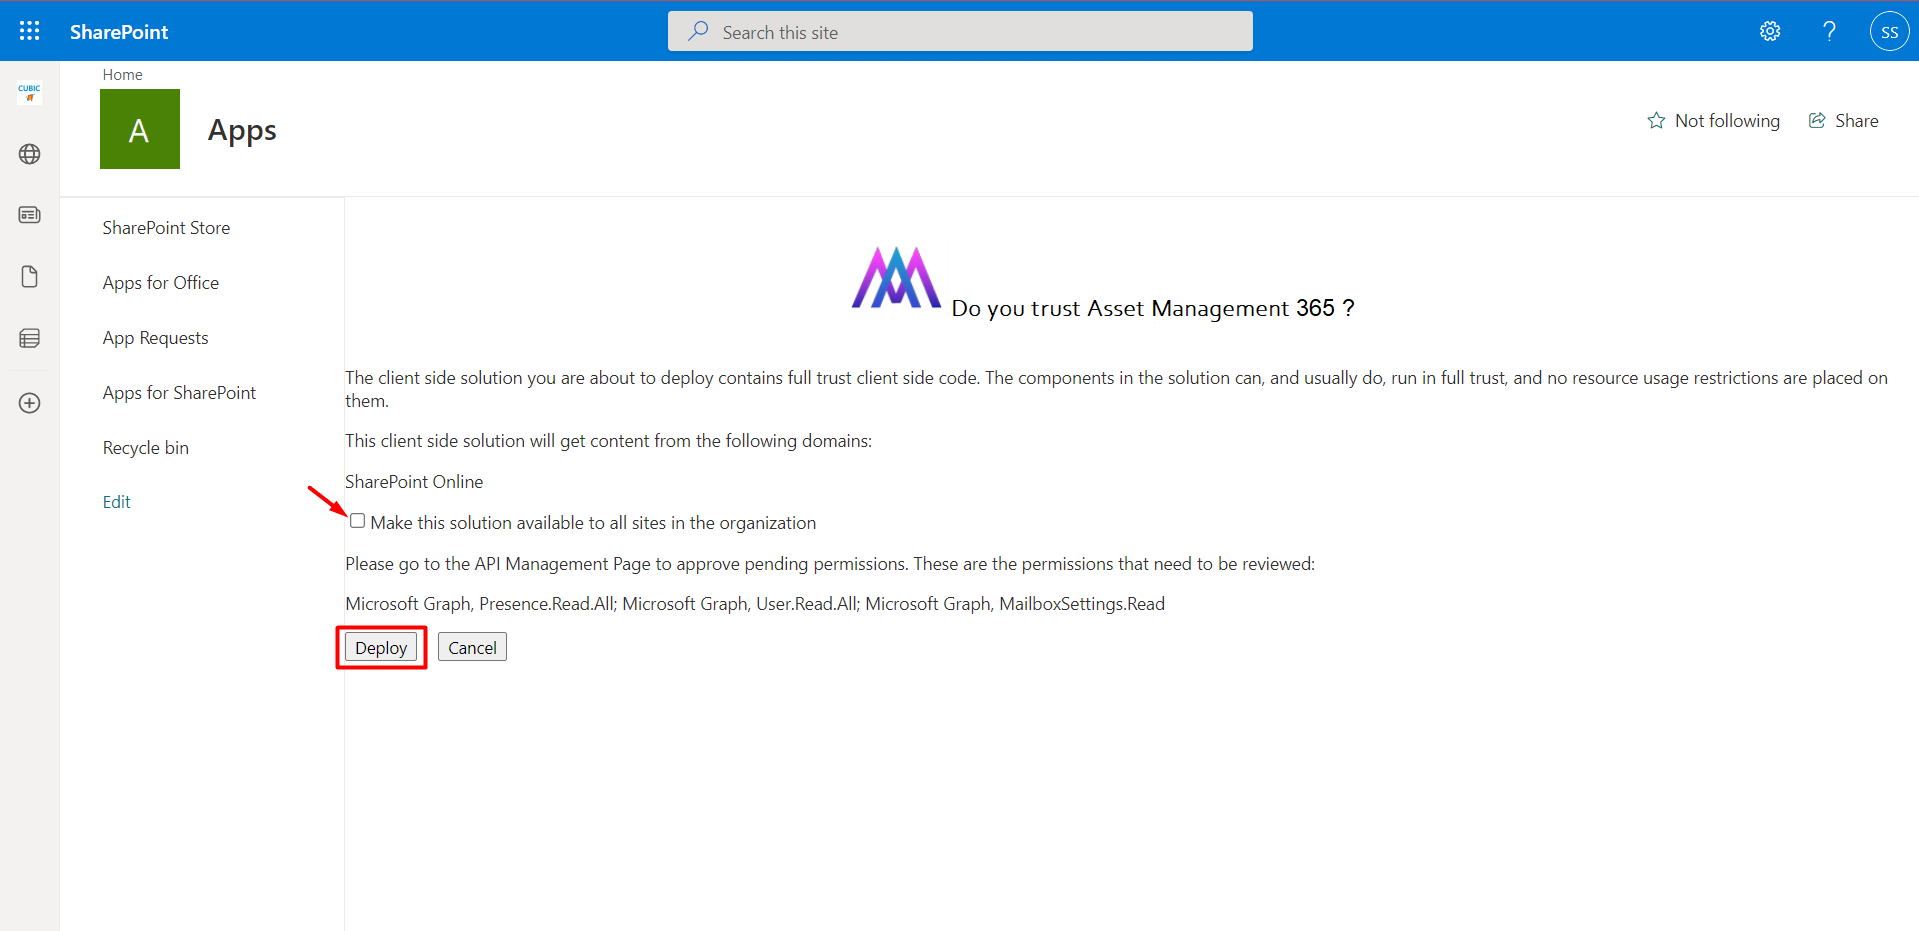 SharePoint
Search this site
?
SS
CUBIC
Home
A
Apps
Not following
Share
SharePoint Store
Apps for Office
App Requests
Apps for SharePoint
Recycle bin
Edit
Do you trust Asset Management 365 ?
The client side solution you are about to deploy contains full trust client side code. The components in the solution can, and usually do, run in full trust, and no resource usage restrictions are placed on
them.
This client side solution will get content from the following domains:
SharePoint Online
Make this solution available to all sites in the organization
Please go to the API Management Page to approve pending permissions. These are the permissions that need to be reviewed:
Microsoft Graph, Presence.Read.All; Microsoft Graph, User.Read.All; Microsoft Graph, MailboxSettings.Read
Deploy
Cancel